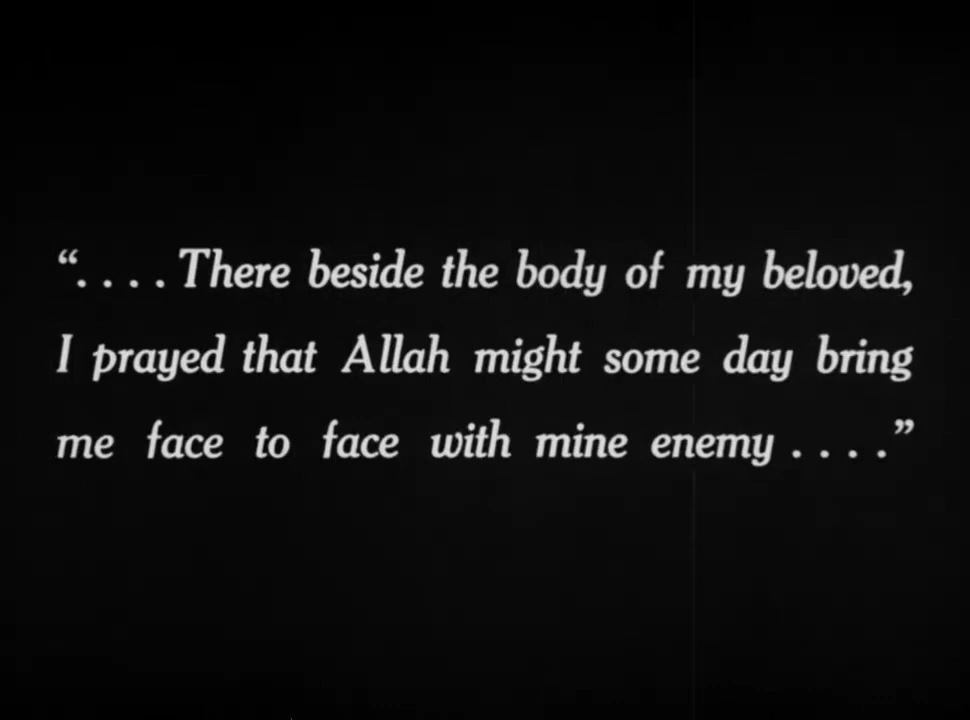 “. . . . There beside the body of my beloved,
I prayed that Allah might some day bring
me face to face with mine enemy . . . .”